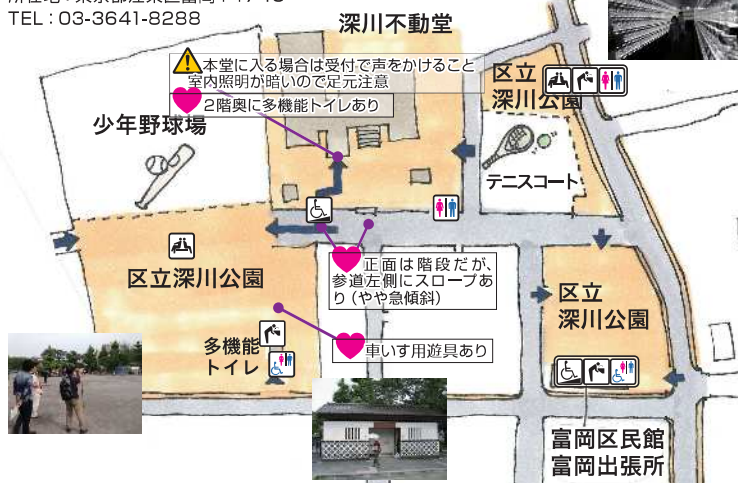 TEL：03-3641-8288
深川不動堂
本堂に入る場合は受付で声をかけること
室内照明が暗いので足元注意
2階奥に多機能トイレあり
少年野球場
区立
深川公園
テニスコート
正面は階段だが、
参道左側にスロープあ
り（やや急傾斜）
区立深川公園
区立
深川公園
車いす用遊具あり
多機能
トイレ
富岡区民館
富岡出張所